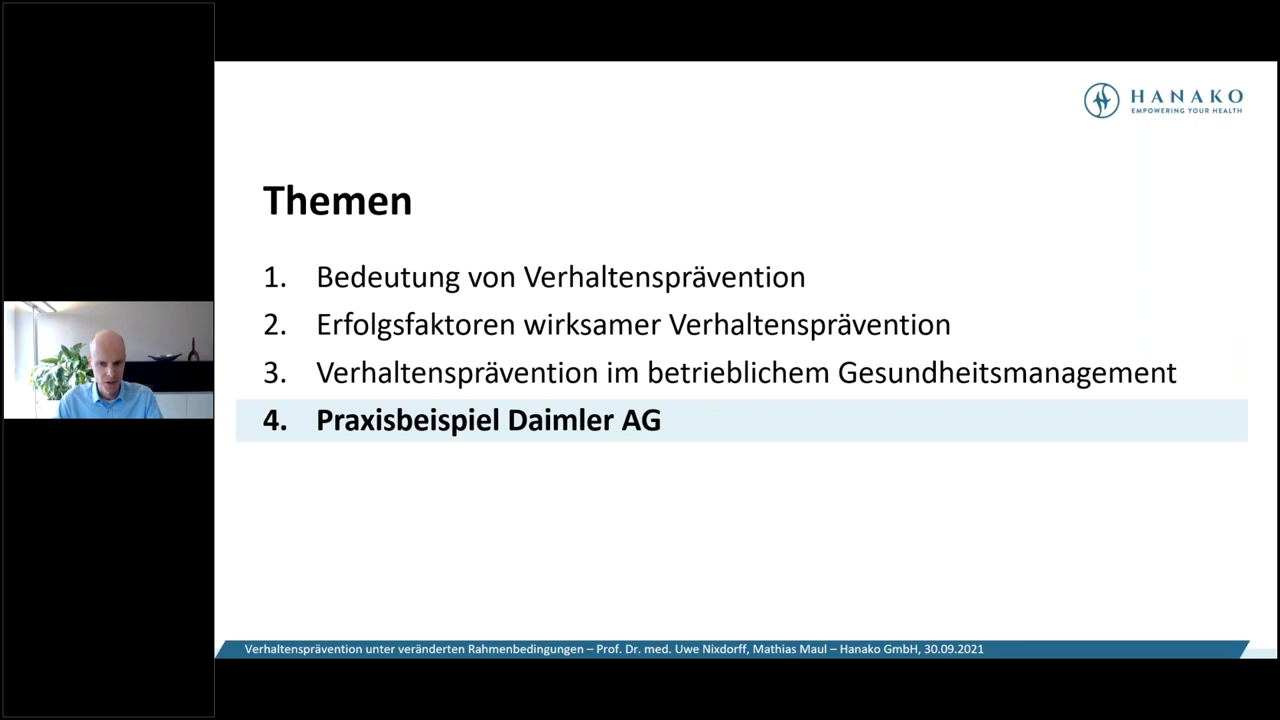 HANAKO
EMPOWERING YOUR HEALTH
Themen
1. Bedeutung von Verhaltensprävention
2. Erfolgsfaktoren wirksamer Verhaltensprävention
3. Verhaltensprävention im betrieblichem Gesundheitsmanagement
4. Praxisbeispiel Daimler AG
Verhaltensprävention unter veränderten Rahmenbedingungen – Prof. Dr. med. Uwe Nixdorff, Mathias Maul – Hanako GmbH, 30.09.2021